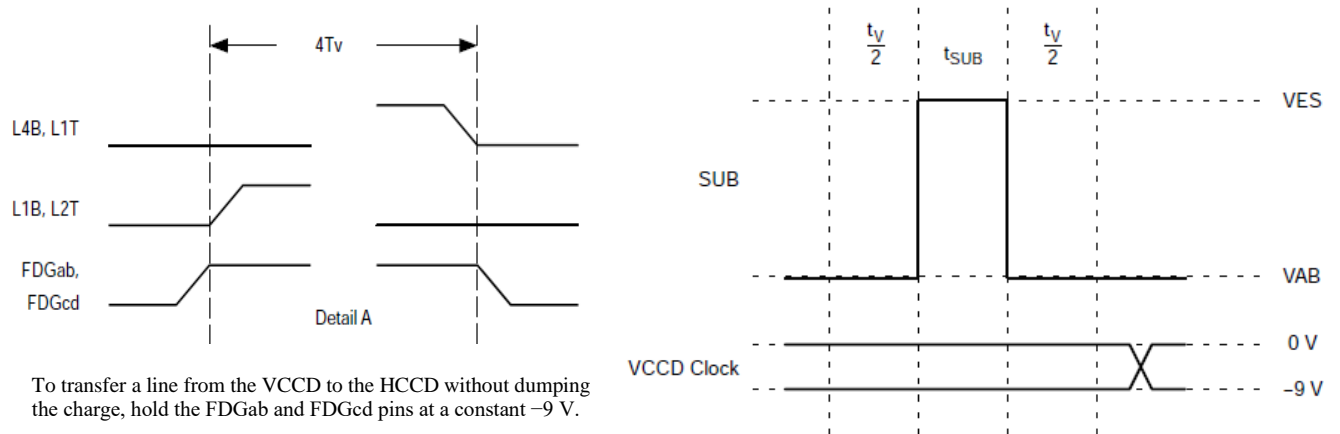 4Tv
L4B, L1T
L1B, L2T
FDGab,
FDGcd
Detail A
To transfer a line from the VCCD to the HCCD without dumping
the charge, hold the FDGab and FDGcd pins at a constant −9 V.
tV
2
tSUB
tV
2
VES
SUB
VAB
0 V
VCCD Clock
−9 V